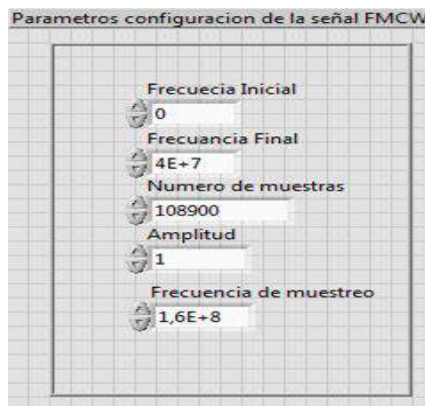 Parametros configuracion de la señal FMCW
Frecuecia Inicial
0
Frecuancia Final
4E+7
Numero de muestras
108900
Amplitud
1
Frecuencia de muestreo
1,6E+8